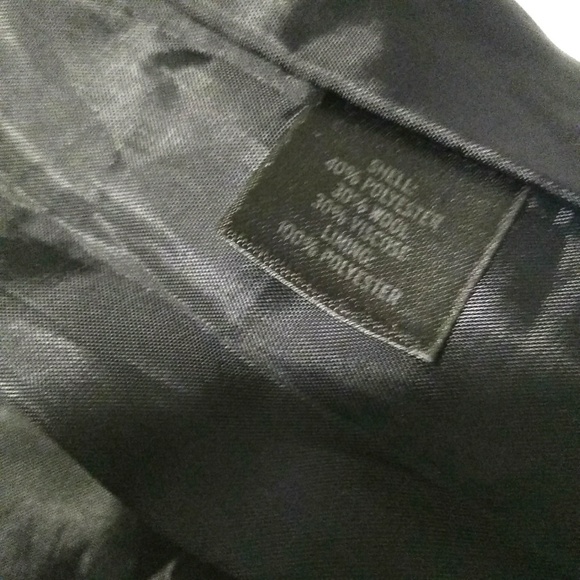 SHELL:
40% POLYESTER
30% WOOL
30% VISCOSE
LINING:
100% POLYESTER